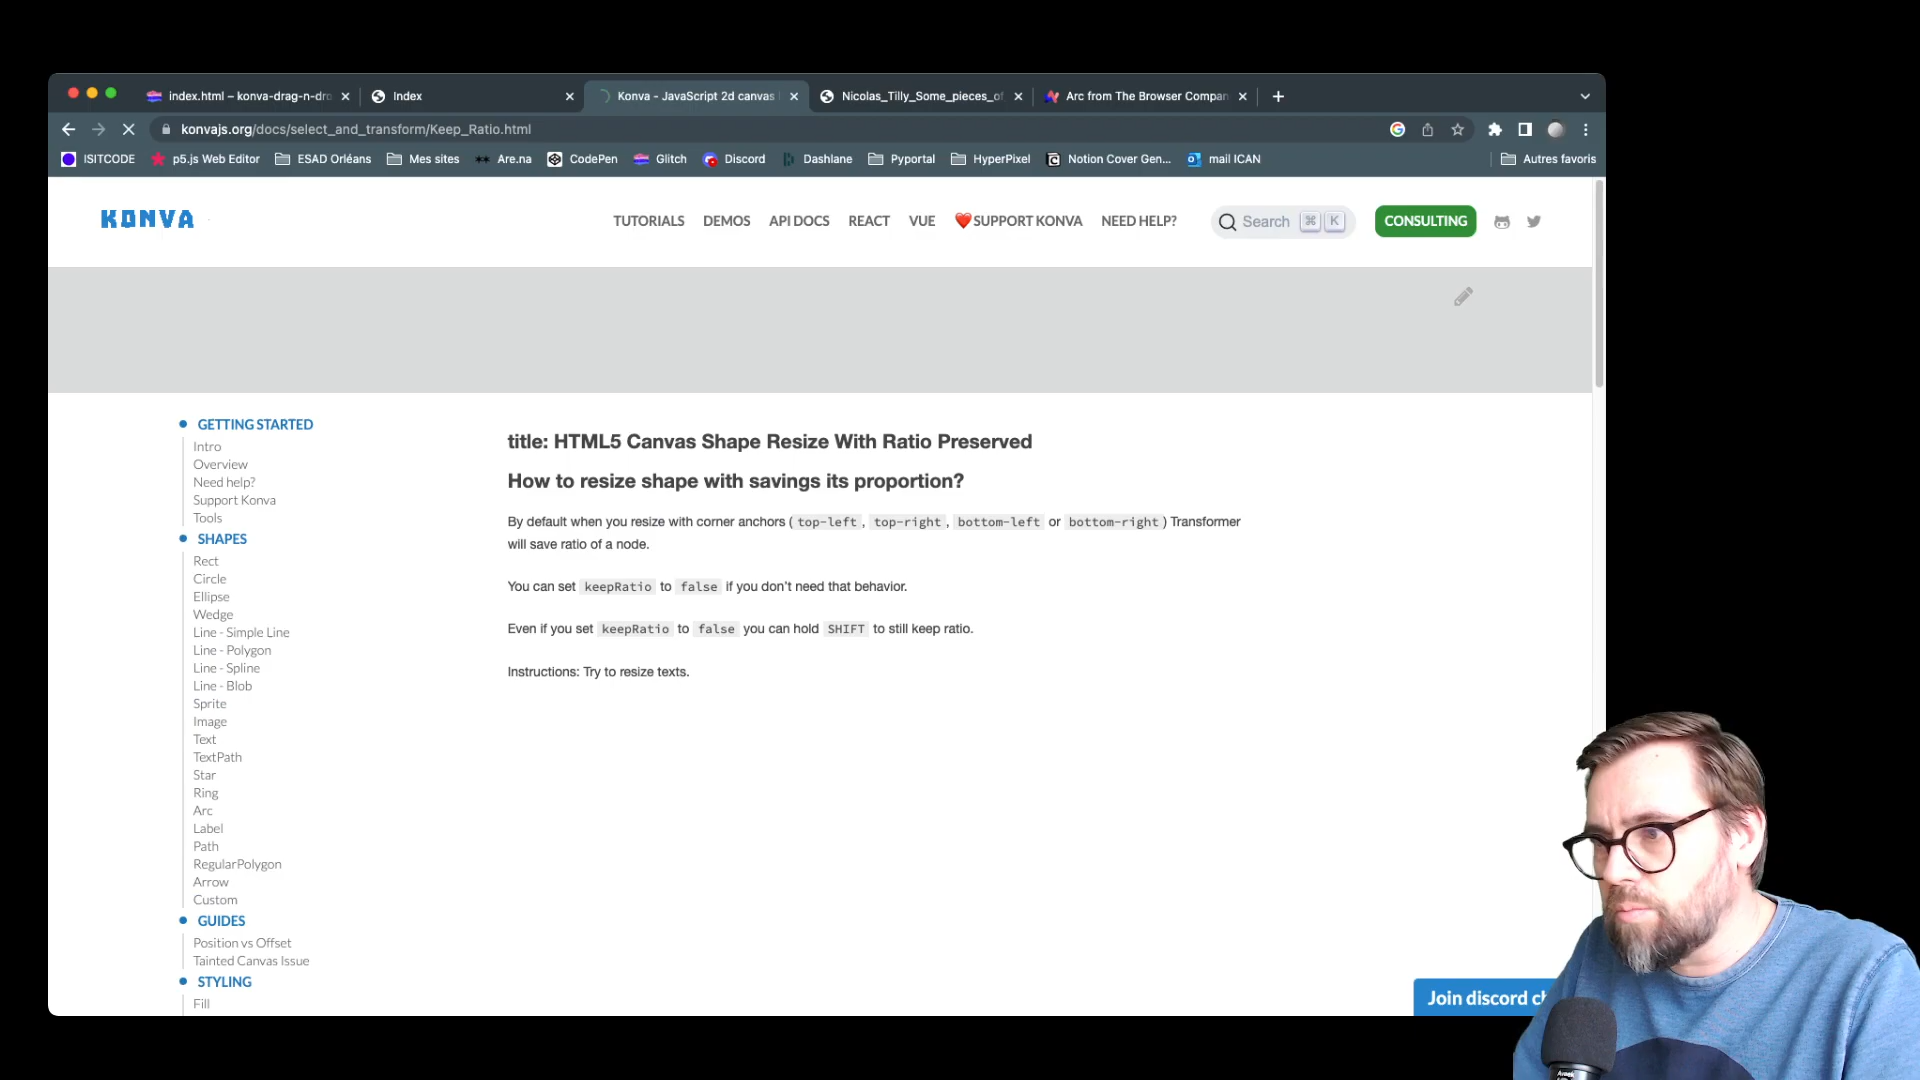 index.html – konva-drag-n-dro
Index
Konva - JavaScript 2d canvas
Nicolas_Tilly_Some_pieces_of
Arc from The Browser Compan
konvajs.org/docs/select_and_transform/Keep_Ratio.html
ISITCODE
p5.js Web Editor
ESAD Orléans
Mes sites
Are.na
CodePen
Glitch
Discord
Dashlane
Pyportal
HyperPixel
Notion Cover Gen...
mail ICAN
Autres favoris
KONVA
TUTORIALS
DEMOS
API DOCS
REACT
VUE
❤️SUPPORT KONVA
NEED HELP?
Search ⌘ K
CONSULTING
GETTING STARTED
Intro
Overview
Need help?
Support Konva
Tools
SHAPES
Rect
Circle
Ellipse
Wedge
Line - Simple Line
Line - Polygon
Line - Spline
Line - Blob
Sprite
Image
Text
TextPath
Star
Ring
Arc
Label
Path
RegularPolygon
Arrow
Custom
GUIDES
Position vs Offset
Tainted Canvas Issue
STYLING
Fill
title: HTML5 Canvas Shape Resize With Ratio Preserved
How to resize shape with savings its proportion?
By default when you resize with corner anchors ( top-left , top-right , bottom-left or bottom-right ) Transformer
will save ratio of a node.
You can set keepRatio to false if you don't need that behavior.
Even if you set keepRatio to false you can hold SHIFT to still keep ratio.
Instructions: Try to resize texts.
Join discord ch